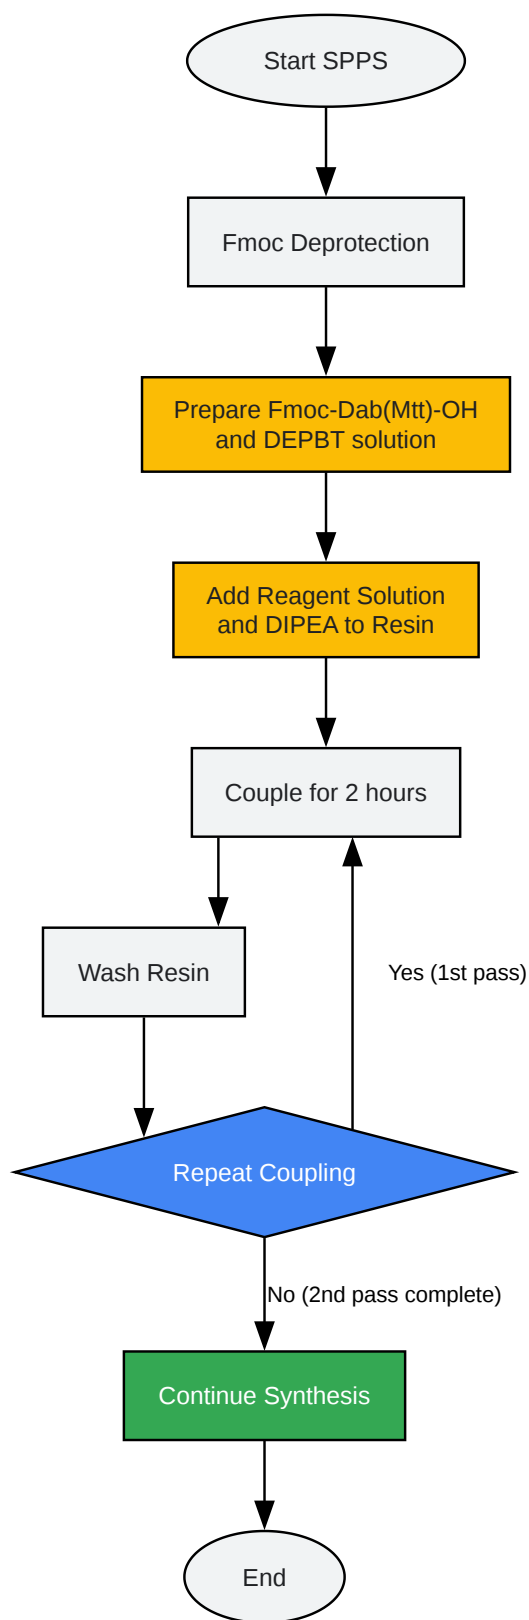 Start SPPS
Fmoc Deprotection
Prepare Fmoc-Dab(Mtt)-OH
and DEPBT solution
Add Reagent Solution
and DIPEA to Resin
Couple for 2 hours
Wash Resin
Yes (1st pass)
Repeat Coupling
No (2nd pass complete)
Continue Synthesis
End